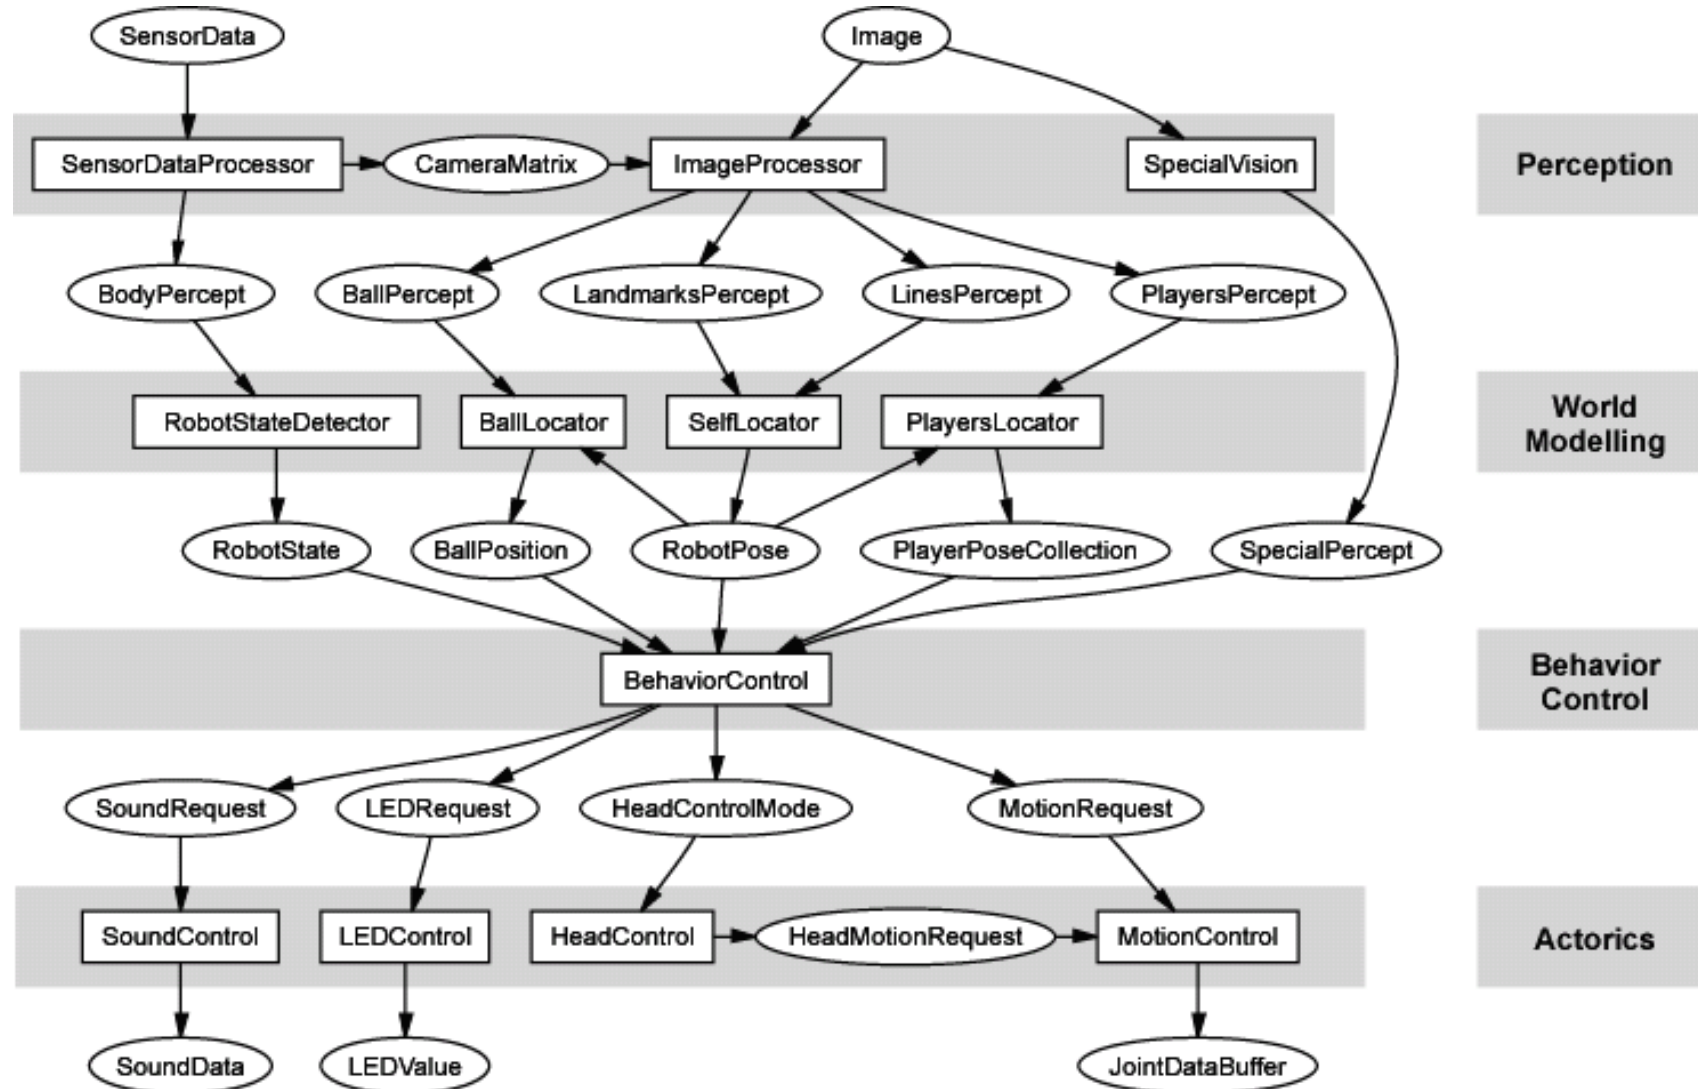 SensorData
Image
SensorDataProcessor
CameraMatrix
ImageProcessor
SpecialVision
Perception
BodyPercept
BallPercept
LandmarksPercept
LinesPercept
PlayersPercept
RobotStateDetector
BallLocator
SelfLocator
PlayersLocator
World
Modelling
RobotState
BallPosition
RobotPose
PlayerPoseCollection
SpecialPercept
BehaviorControl
Behavior
Control
SoundRequest
LEDRequest
HeadControlMode
MotionRequest
SoundControl
LEDControl
HeadControl
HeadMotionRequest
MotionControl
Actorics
SoundData
LEDValue
JointDataBuffer